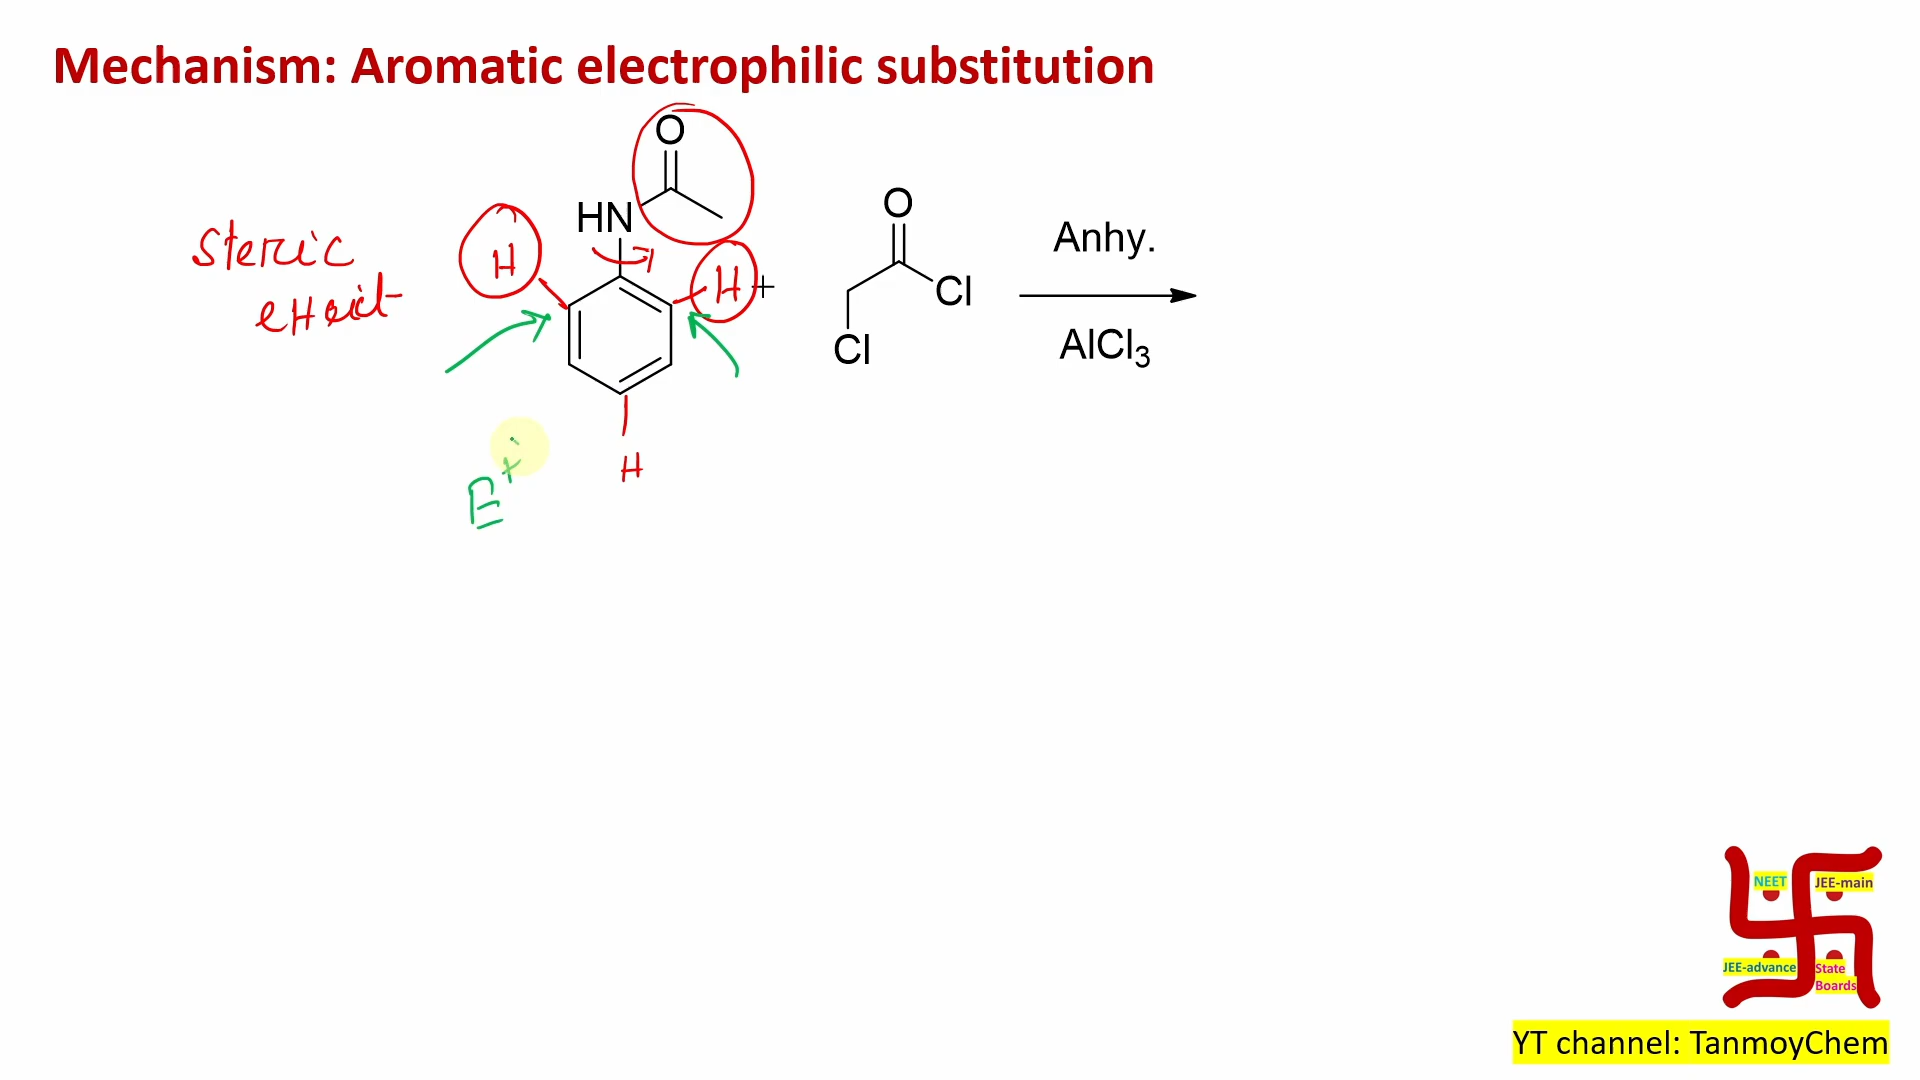 Mechanism: Aromatic electrophilic substitution
O
HN
H
H
+
O
Cl
Cl
Anhy.
AlCl₃
Steric
H
E+
NEET
JEE-main
JEE-advance
State
Boards
YT channel: TanmoyChem